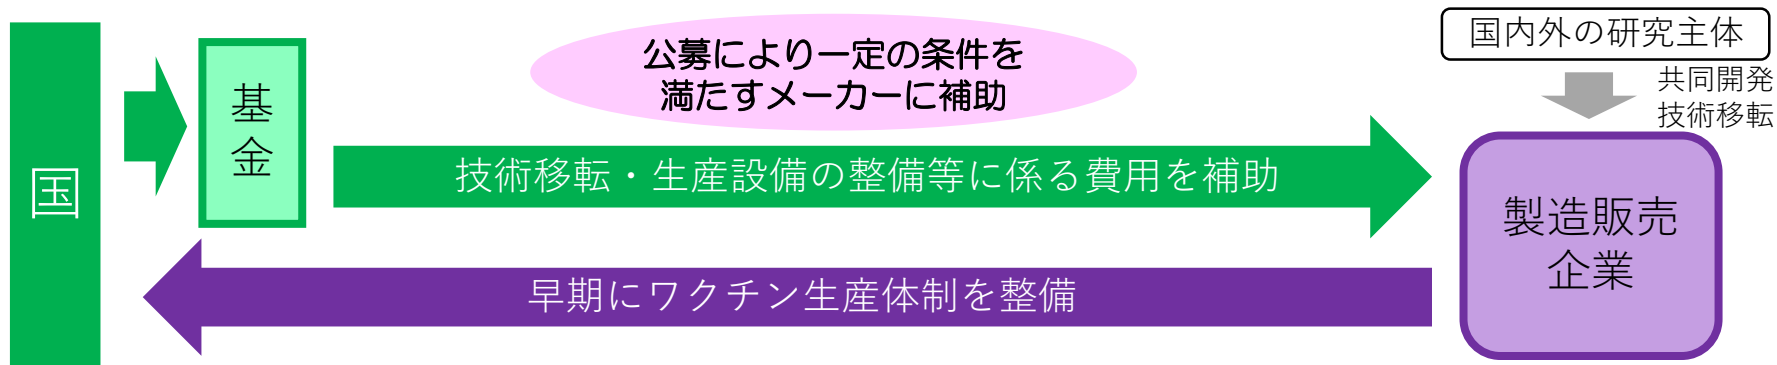 国
基
金
公募により一定の条件を
満たすメーカーに補助
技術移転・生産設備の整備等に係る費用を補助
早期にワクチン生産体制を整備
国内外の研究主体
共同開発
技術移転
製造販売
企業